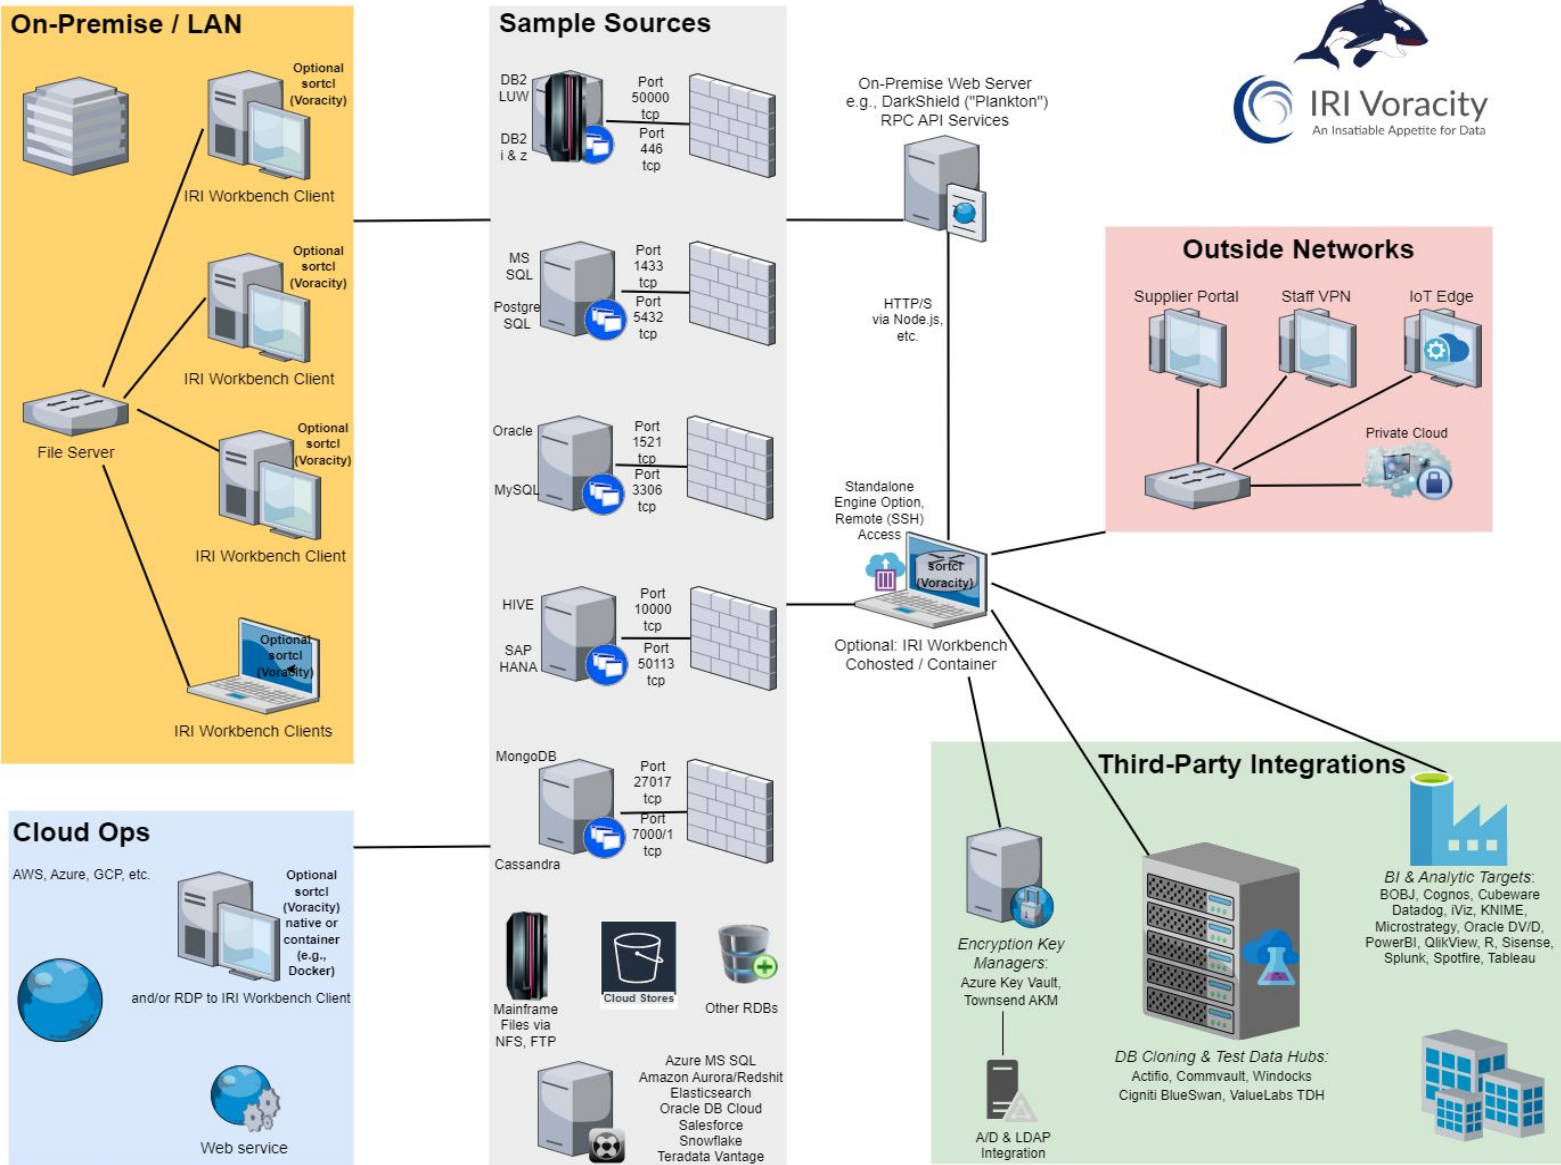 On-Premise / LAN
Optional
sortcl
(Voracity)
IRI Workbench Client
Optional
sortcl
(Voracity)
IRI Workbench Client
Optional
sortcl
(Voracity)
IRI Workbench Client
File Server
Optional
sortcl
(Voracity)
IRI Workbench Clients
Cloud Ops
AWS, Azure, GCP, etc.
Optional
sortcl
(Voracity)
native or
container
(e.g.,
Docker)
and/or RDP to IRI Workbench Client
Web service
Sample Sources
DB2
LUW
DB2
i & z
Port
50000
tcp
Port
446
tcp
MS
SQL
Postgre
SQL
Port
1433
tcp
Port
5432
tcp
Oracle
MySQL
Port
1521
tcp
Port
3306
tcp
HIVE
SAP
HANA
Port
10000
tcp
Port
50113
tcp
MongoDB
Cassandra
Port
27017
tcp
Port
7000/1
tcp
Mainframe
Files via
NFS, FTP
Cloud Stores
Other RDBs
Azure MS SQL
Amazon Aurora/Redshit
Elasticsearch
Oracle DB Cloud
Salesforce
Snowflake
Teradata Vantage
On-Premise Web Server
e.g., DarkShield ("Plankton")
RPC API Services
HTTP/S
via Node.js,
etc.
Standalone
Engine Option,
Remote (SSH)
Access
sortcl
(Voracity)
Optional: IRI Workbench
Cohosted / Container
IRI Voracity
An Insatiable Appetite for Data
Outside Networks
Supplier Portal
Staff VPN
IoT Edge
Private Cloud
Third-Party Integrations
Encryption Key
Managers:
Azure Key Vault,
Townsend AKM
A/D & LDAP
Integration
DB Cloning & Test Data Hubs:
Actifio, Commvault, Windocks
Cigniti BlueSwan, ValueLabs TDH
BI & Analytic Targets:
BOBJ, Cognos, Cubeware
Datadog, iViz, KNIME,
Microstrategy, Oracle DV/D,
PowerBI, QlikView, R, Sisense,
Splunk, Spotfire, Tableau